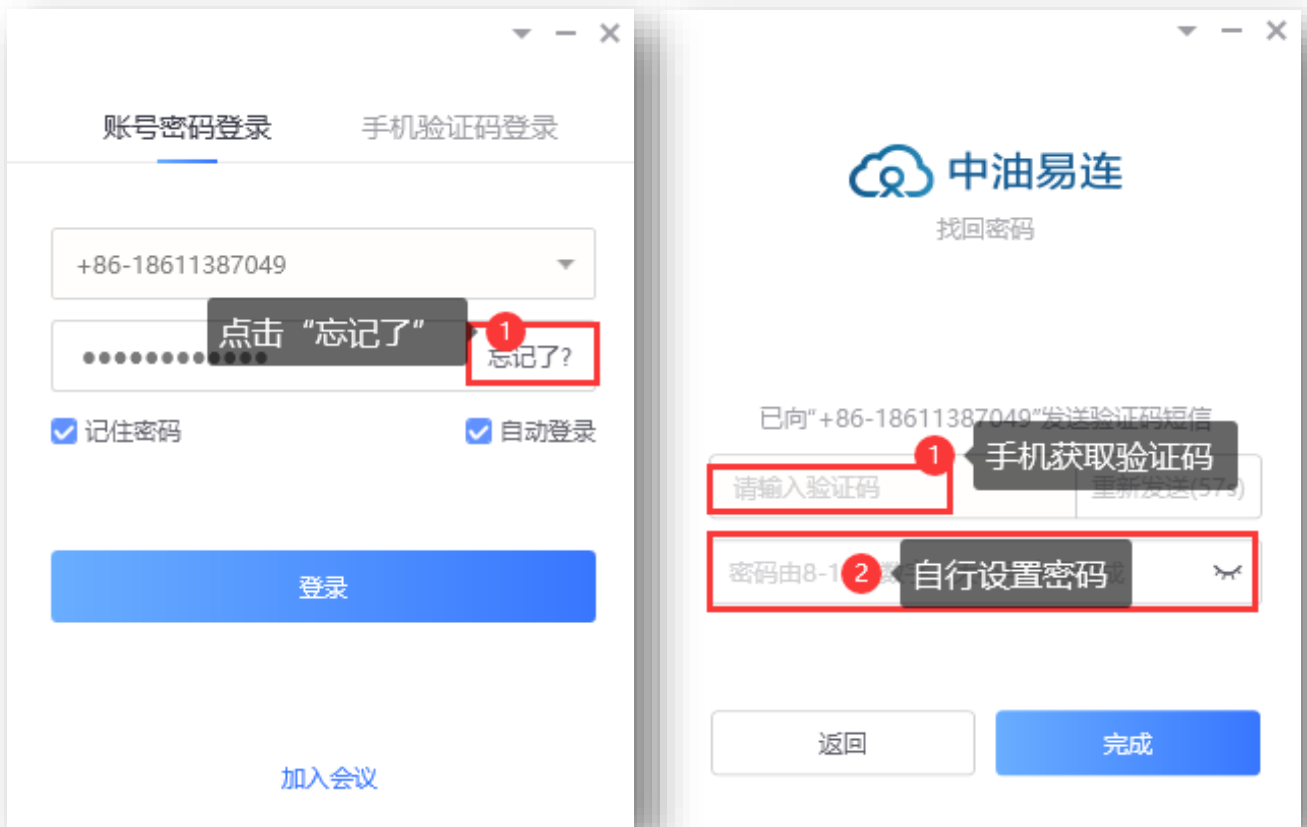 账号密码登录
手机验证码登录
+86-18611387049
点击“忘记了”
1
忘记了?
记住密码
自动登录
登录
加入会议
中油易连
找回密码
已向“+86-18611387049”发送验证码短信
1
手机获取验证码
请输入验证码
重新发送(57s)
密码由8-1
2
自行设置密码
返回
完成